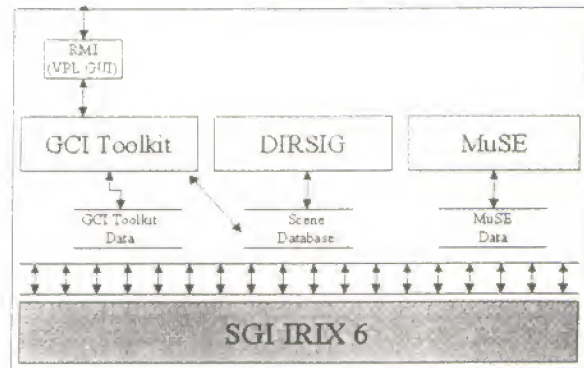 RMI
(VPL GUI)
GCI Toolkit
DIRSIG
MuSE
GCI Toolkit
Data
Scene
Database
MuSE
Data
SGI IRIX 6